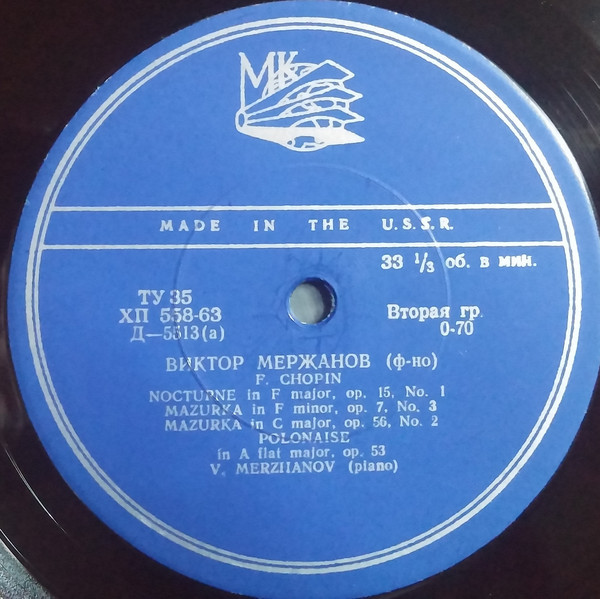 МК
MADE IN THE U.S.S.R.
33 1/3 об. в мин.
ТУ 35
ХП 558-63
Д—5513(а)
Вторая гр.
0-70
ВИКТОР МЕРЖАНОВ (ф-но)
F. CHOPIN
NOCTURNE in F major, op. 15, No. 1
MAZURKA in F minor, op. 7, No. 3
MAZURKA in C major, op. 56, No. 2
POLONAISE
in A flat major, op. 53
V. MERZHANOV (piano)